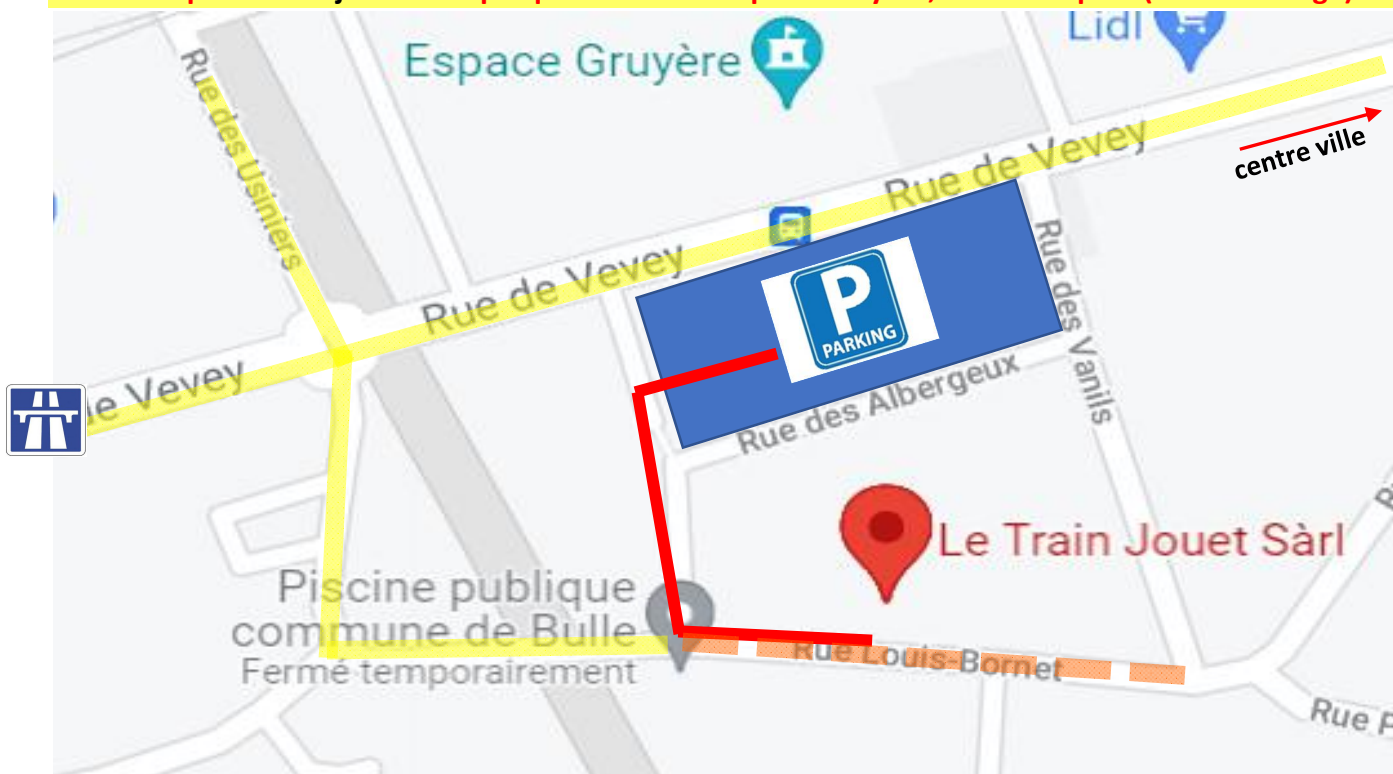 Espace Gruyère
Lidl
Rue des Usiniers
centre ville
Rue de Vevey
Rue de Vevey
Rue des Vanils
P
PARKING
Vevey
Rue des Albergeux
Le Train Jouet Sàrl
Piscine publique
commune de Bulle
Fermé temporairement
Rue Louis-Bornet
Rue P